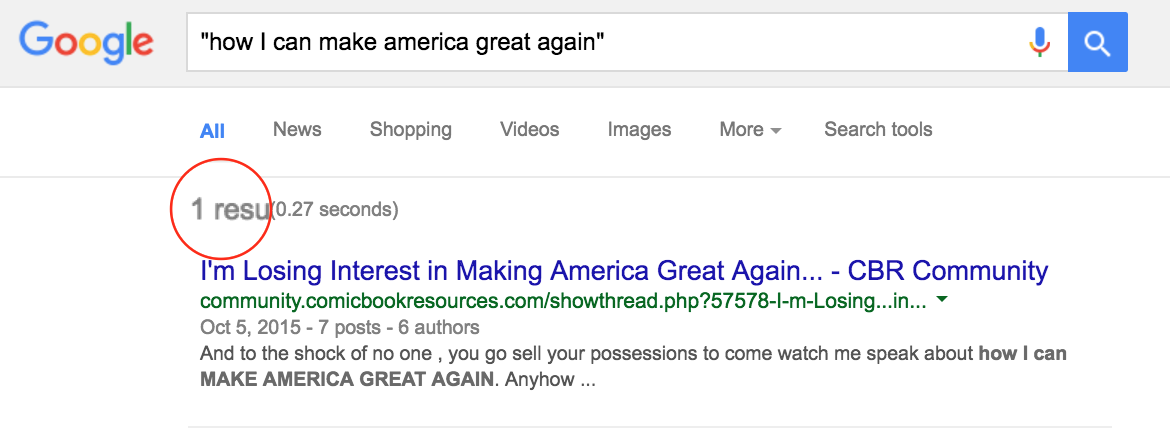 Google "how I can make america great again"
All News Shopping Videos Images More Search tools
1 resu (0.27 seconds)
I'm Losing Interest in Making America Great Again... - CBR Community
community.comicbookresources.com/showthread.php?57578-I-m-Losing...in...
Oct 5, 2015 - 7 posts - 6 authors
And to the shock of no one , you go sell your possessions to come watch me speak about how I can
MAKE AMERICA GREAT AGAIN. Anyhow ...